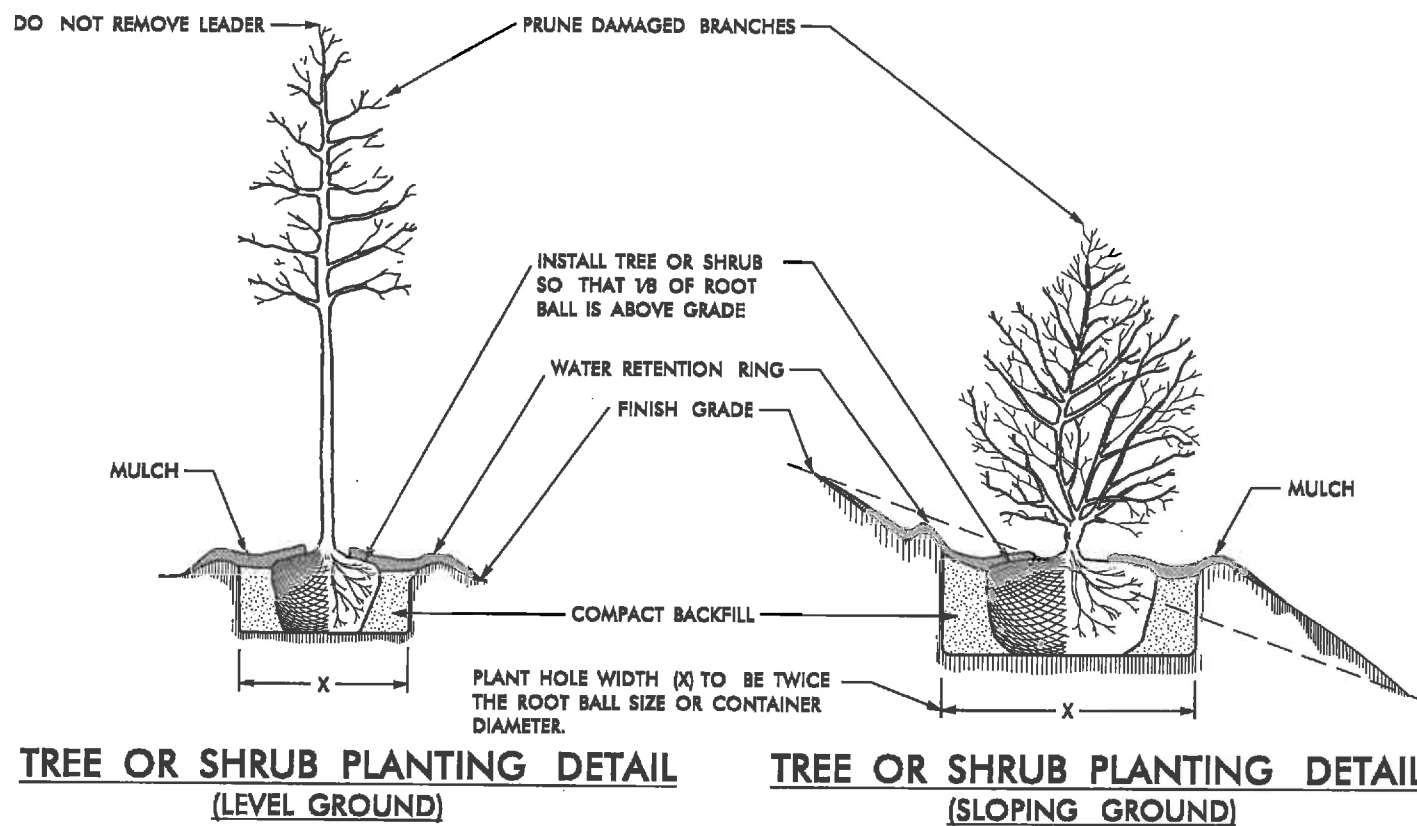 DO NOT REMOVE LEADER
PRUNE DAMAGED BRANCHES
INSTALL TREE OR SHRUB
SO THAT 1/8 OF ROOT
BALL IS ABOVE GRADE
WATER RETENTION RING
FINISH GRADE
MULCH
MULCH
COMPACT BACKFILL
X
PLANT HOLE WIDTH (X) TO BE TWICE
THE ROOT BALL SIZE OR CONTAINER
DIAMETER.
X
TREE OR SHRUB PLANTING DETAIL
(LEVEL GROUND)
TREE OR SHRUB PLANTING DETAIL
(SLOPING GROUND)